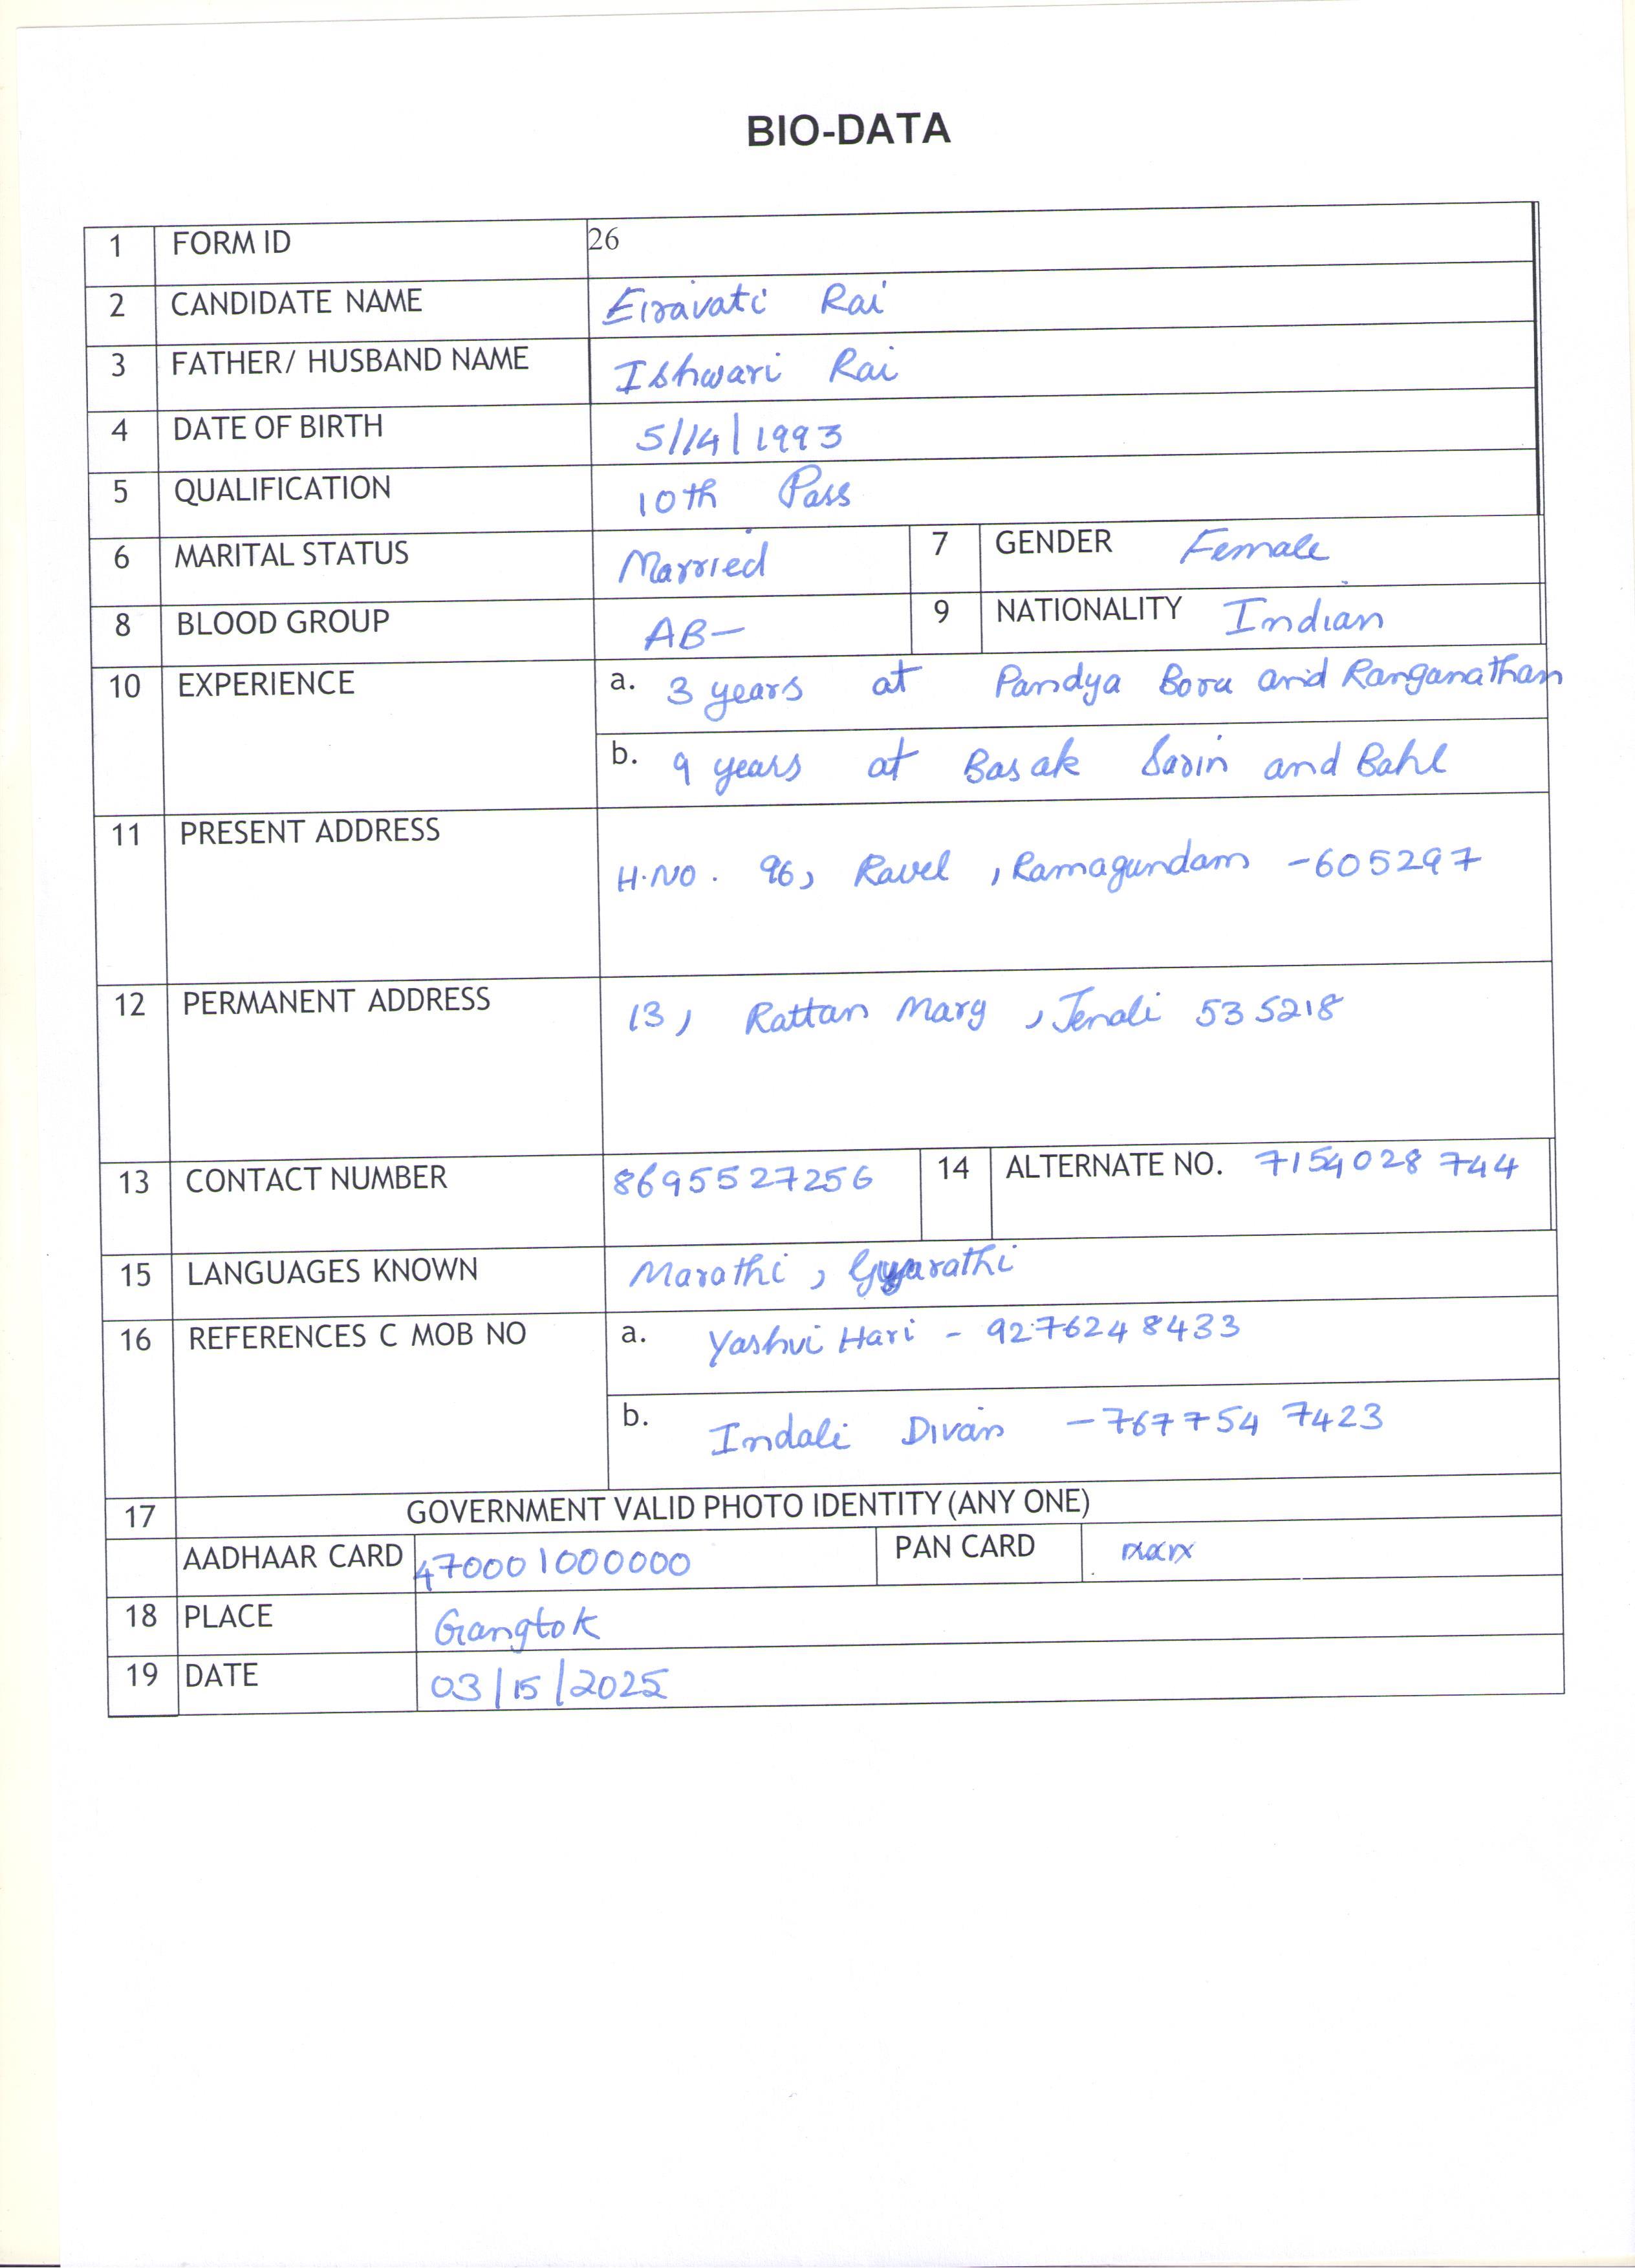 BIO-DATA
1 FORM ID 26
2 CANDIDATE NAME Eiravati Rai
3 FATHER/ HUSBAND NAME Ishwari Rai
4 DATE OF BIRTH 5/14/1993
5 QUALIFICATION 10th Pass
6 MARITAL STATUS Married 7 GENDER Female
8 BLOOD GROUP AB- 9 NATIONALITY Indian
10 EXPERIENCE a. 3 years at Pandya Bora and Ranganathan
b. 9 years at Basak Sarin and Bahl
11 PRESENT ADDRESS
H.NO. 96, Ravel , Ramagundam -605297
12 PERMANENT ADDRESS 13, Rattan Marg , Tenali 535218
13 CONTACT NUMBER 8695527256 14 ALTERNATE NO. 7154028744
15 LANGUAGES KNOWN Marathi , Gujarathi
16 REFERENCES C MOB NO a. Yashvi Hari - 9276248433
b. Indali Divan - 7677547423
17 GOVERNMENT VALID PHOTO IDENTITY (ANY ONE)
AADHAAR CARD 470001000000 PAN CARD
18 PLACE Gangtok
19 DATE 03/15/2025